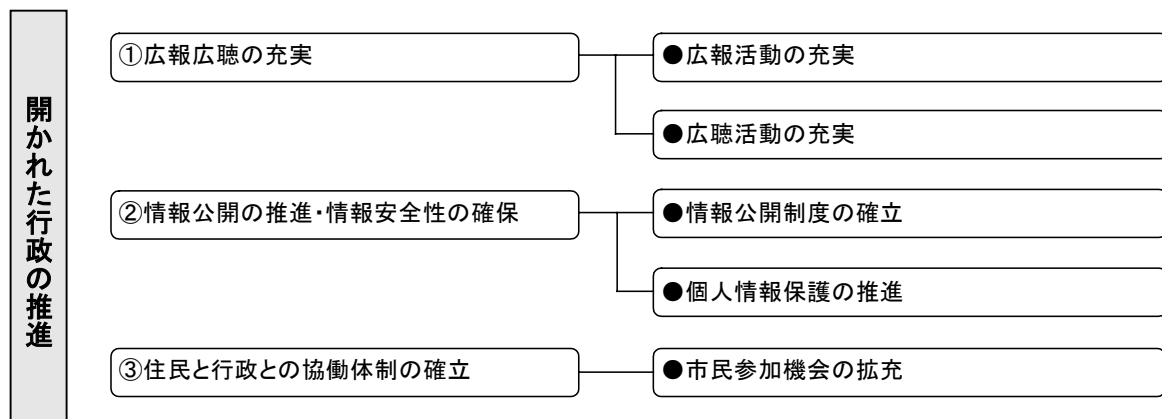 開かれた行政の推進
①広報広聴の充実
●広報活動の充実
●広聴活動の充実
②情報公開の推進・情報安全性の確保
●情報公開制度の確立
●個人情報保護の推進
③住民と行政との協働体制の確立
●市民参加機会の拡充